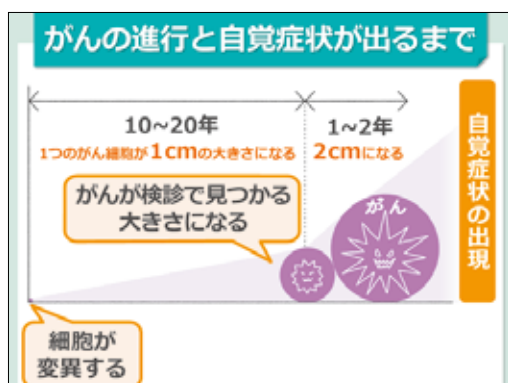 がんの進行と自覚症状が出るまで
10~20年
1つのがん細胞が1cmの大きさになる
1~2年
2cmになる
がんが検診で見つかる
大きさになる
がん
自覚症状の出現
細胞が
変異する